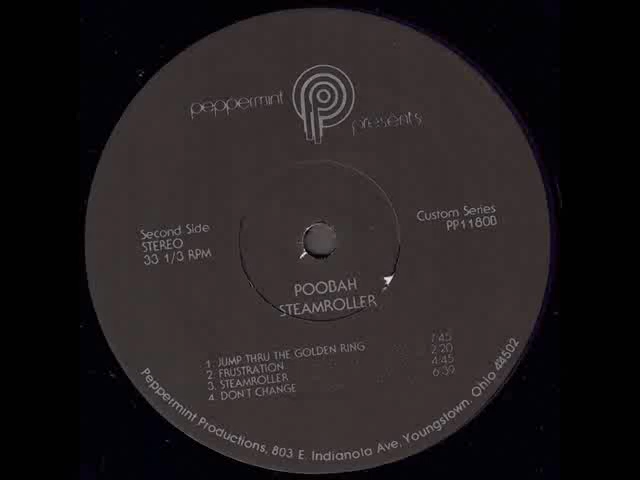 peppermint
presents
Second Side
STEREO
33 1/3 RPM
Custom Series
PP1180B
POOBAH
STEAMROLLER
1. JUMP THRU THE GOLDEN RING 7:45
2. FRUSTRATION 2:20
3. STEAMROLLER 4:45
4. DON'T CHANGE 6:39
Peppermint Productions, 803 E. Indianola Ave, Youngstown, Ohio 44502